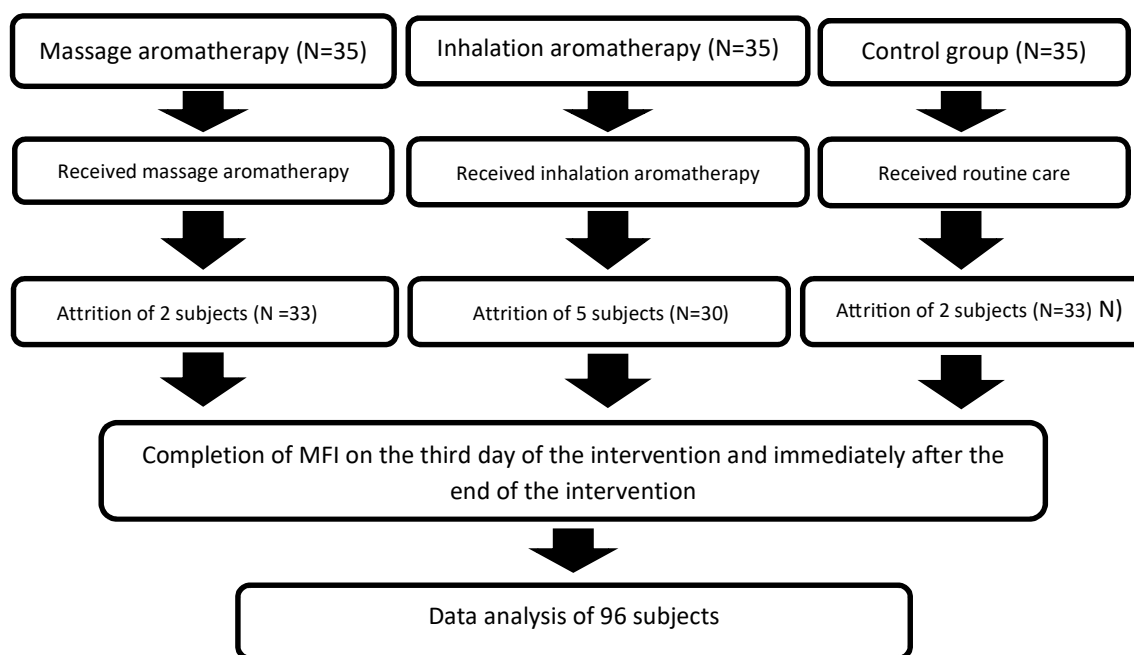 Massage aromatherapy (N=35)
Inhalation aromatherapy (N=35)
Control group (N=35)
Received massage aromatherapy
Received inhalation aromatherapy
Received routine care
Attrition of 2 subjects (N =33)
Attrition of 5 subjects (N=30)
Attrition of 2 subjects (N=33) N)
Completion of MFI on the third day of the intervention and immediately after the
end of the intervention
Data analysis of 96 subjects